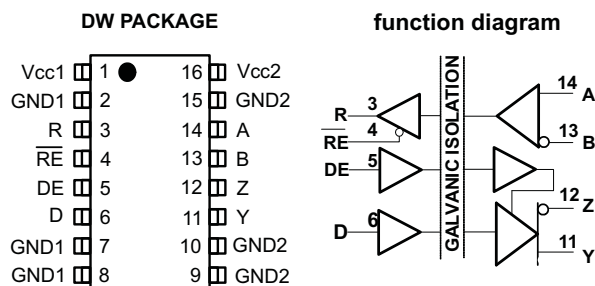 DW PACKAGE
Vcc1 1 16 Vcc2
GND1 2 15 GND2
R 3 14 A
RE 4 13 B
DE 5 12 Z
D 6 11 Y
GND1 7 10 GND2
GND1 8 9 GND2
function diagram
GALVANIC ISOLATION
R 3
RE 4
DE 5
D 6
14 A
13 B
12 Z
11 Y